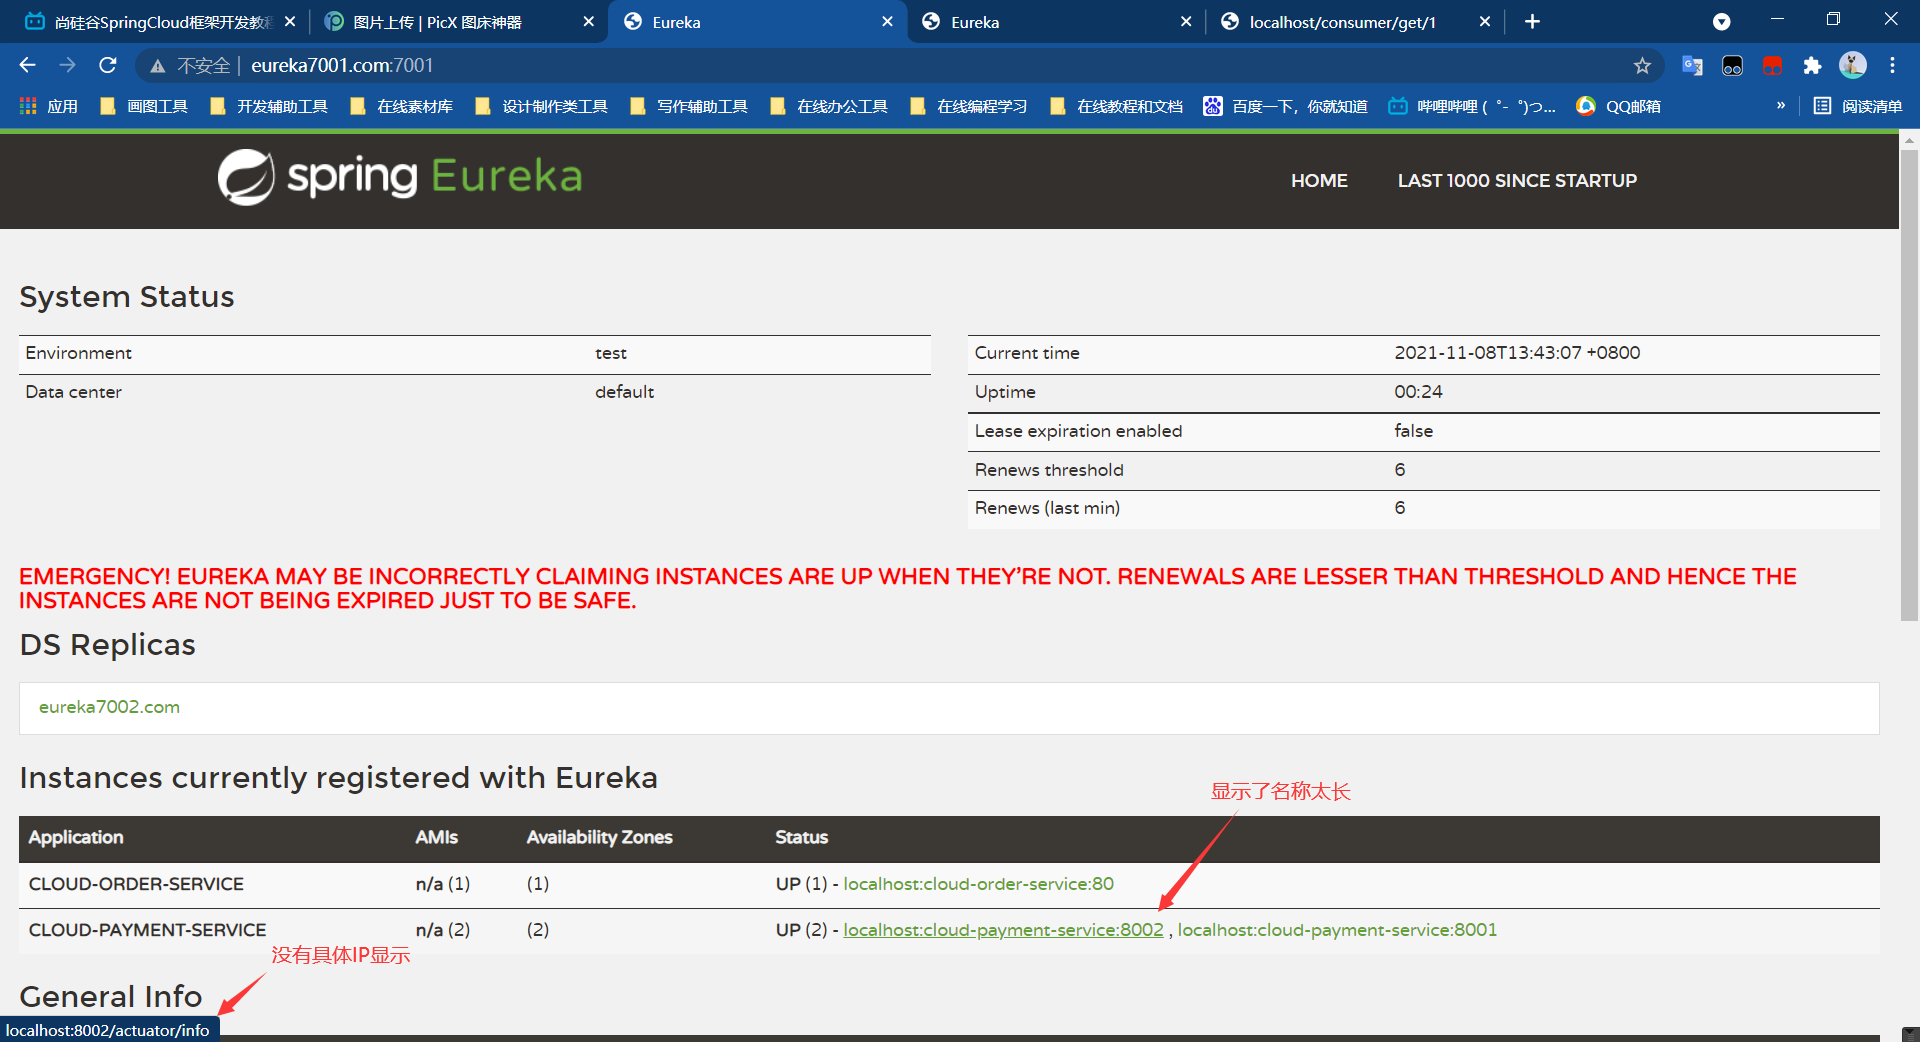 尚硅谷SpringCloud框架开发教程
图片上传 | PicX 图床神器
Eureka
Eureka
localhost/consumer/get/1
不安全 | eureka7001.com:7001
应用 画图工具 开发辅助工具 在线素材库 设计制作类工具 写作辅助工具 在线办公工具 在线编程学习 在线教程和文档 百度一下，你就知道 哔哩哔哩 (゜-゜)つ... QQ邮箱 » 阅读清单
spring Eureka
HOME LAST 1000 SINCE STARTUP
System Status
Environment test
Data center default
Current time 2021-11-08T13:43:07 +0800
Uptime 00:24
Lease expiration enabled false
Renews threshold 6
Renews (last min) 6
EMERGENCY! EUREKA MAY BE INCORRECTLY CLAIMING INSTANCES ARE UP WHEN THEY'RE NOT. RENEWALS ARE LESSER THAN THRESHOLD AND HENCE THE
INSTANCES ARE NOT BEING EXPIRED JUST TO BE SAFE.
DS Replicas
eureka7002.com
Instances currently registered with Eureka
显示了名称太长
Application AMIs Availability Zones Status
CLOUD-ORDER-SERVICE n/a (1) (1) UP (1) - localhost:cloud-order-service:80
CLOUD-PAYMENT-SERVICE n/a (2) (2) UP (2) - localhost:cloud-payment-service:8002 , localhost:cloud-payment-service:8001
没有具体IP显示
General Info
localhost:8002/actuator/info